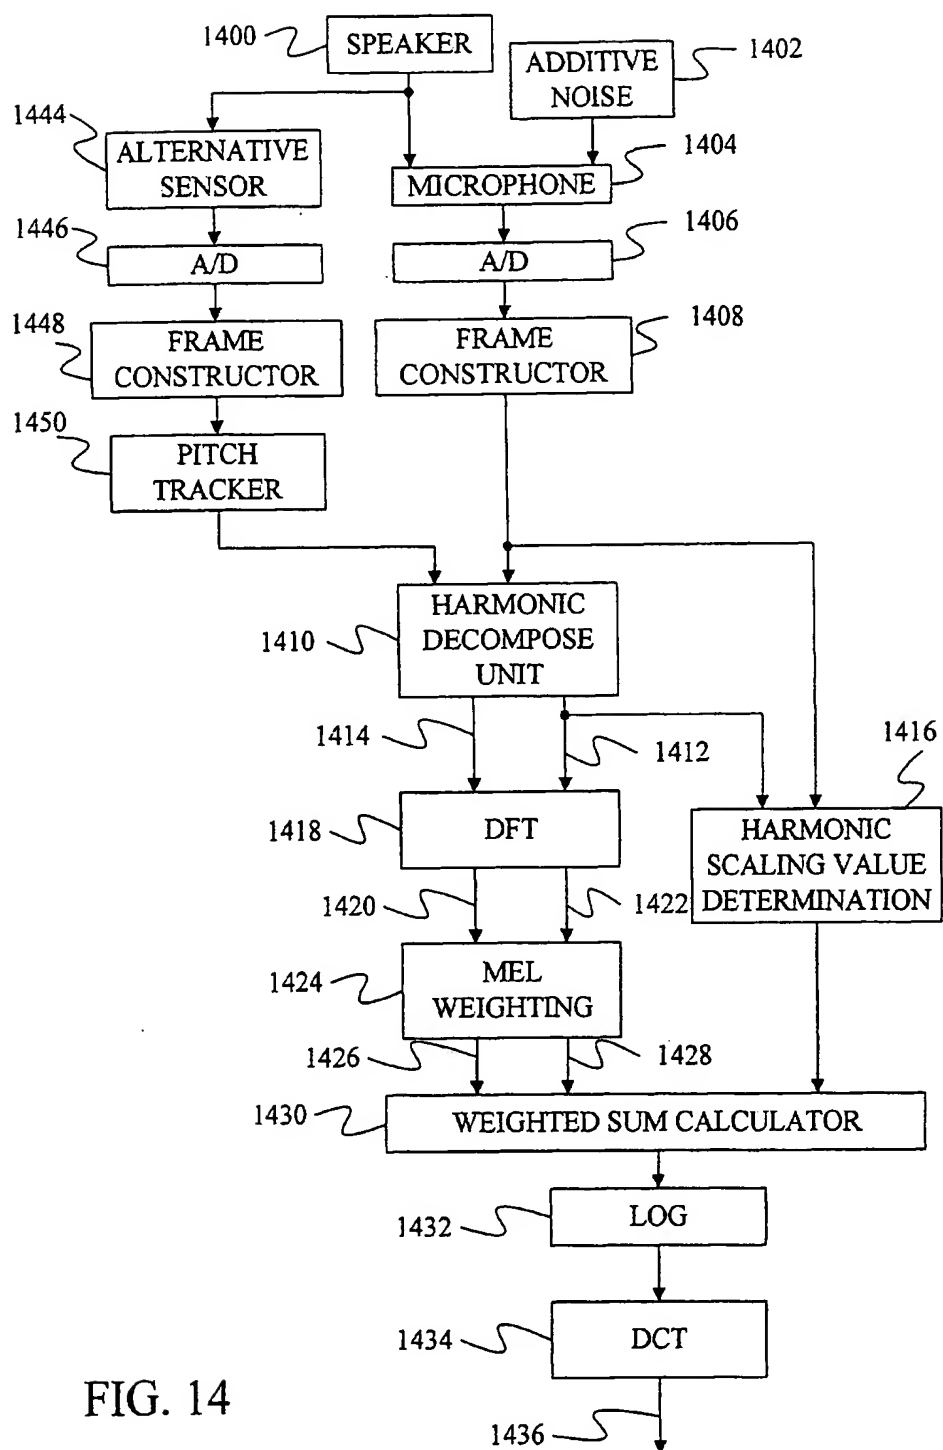 1400
SPEAKER
ADDITIVE
NOISE
1402
1444
ALTERNATIVE
SENSOR
MICROPHONE
1404
1446
A/D
A/D
1406
1448
FRAME
CONSTRUCTOR
FRAME
CONSTRUCTOR
1408
1450
PITCH
TRACKER
1410
HARMONIC
DECOMPOSE
UNIT
1414
1412
1416
1418
DFT
HARMONIC
SCALING VALUE
DETERMINATION
1420
1422
1424
MEL
WEIGHTING
1426
1428
1430
WEIGHTED SUM CALCULATOR
1432
LOG
1434
DCT
FIG. 14
1436